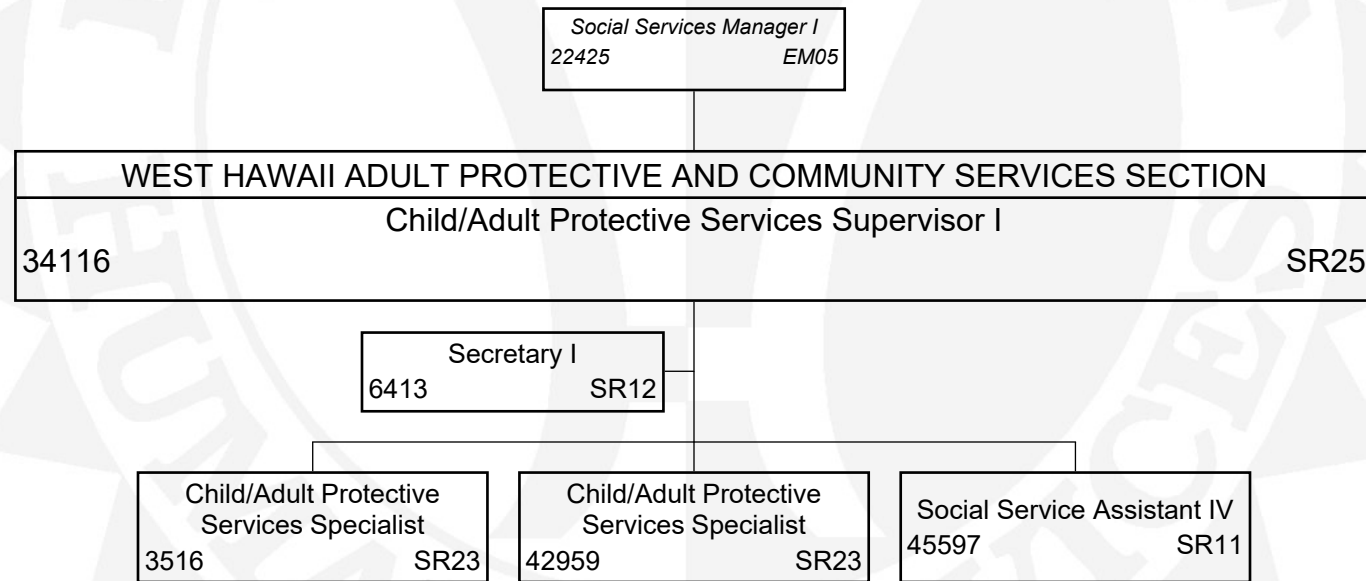 Social Services Manager I
22425 EM05
WEST HAWAII ADULT PROTECTIVE AND COMMUNITY SERVICES SECTION
Child/Adult Protective Services Supervisor I
34116 SR25
Secretary I
6413 SR12
Child/Adult Protective
Services Specialist
3516 SR23
Child/Adult Protective
Services Specialist
42959 SR23
Social Service Assistant IV
45597 SR11